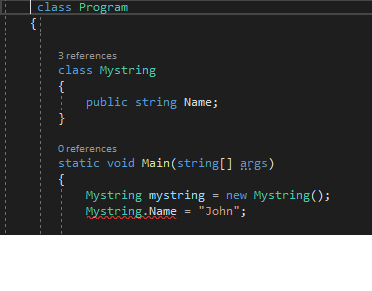 class Program
{
3 references
class Mystring
{
public string Name;
}
0 references
static void Main(string[] args)
{
Mystring mystring = new Mystring();
Mystring.Name = "John";